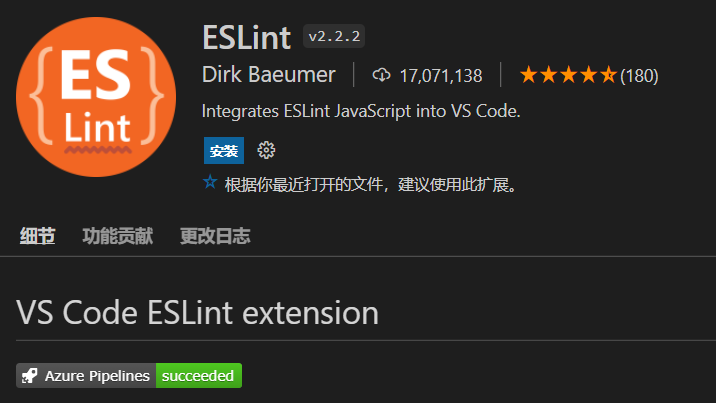 ES
Lint
ESLint v2.2.2
Dirk Baeumer 17,071,138 (180)
Integrates ESLint JavaScript into VS Code.
安装
根据你最近打开的文件，建议使用此扩展。
细节 功能贡献 更改日志
VS Code ESLint extension
Azure Pipelines succeeded